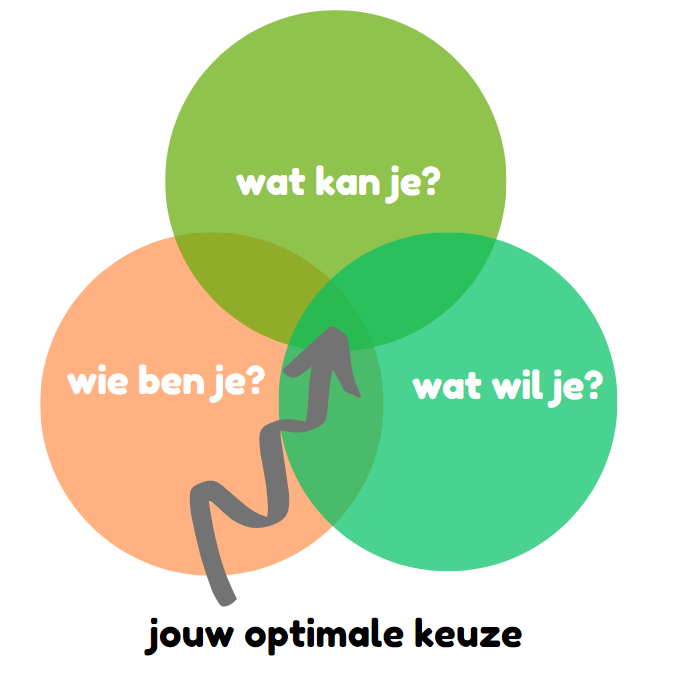 wat kan je?
wie ben je?
wat wil je?
jouw optimale keuze